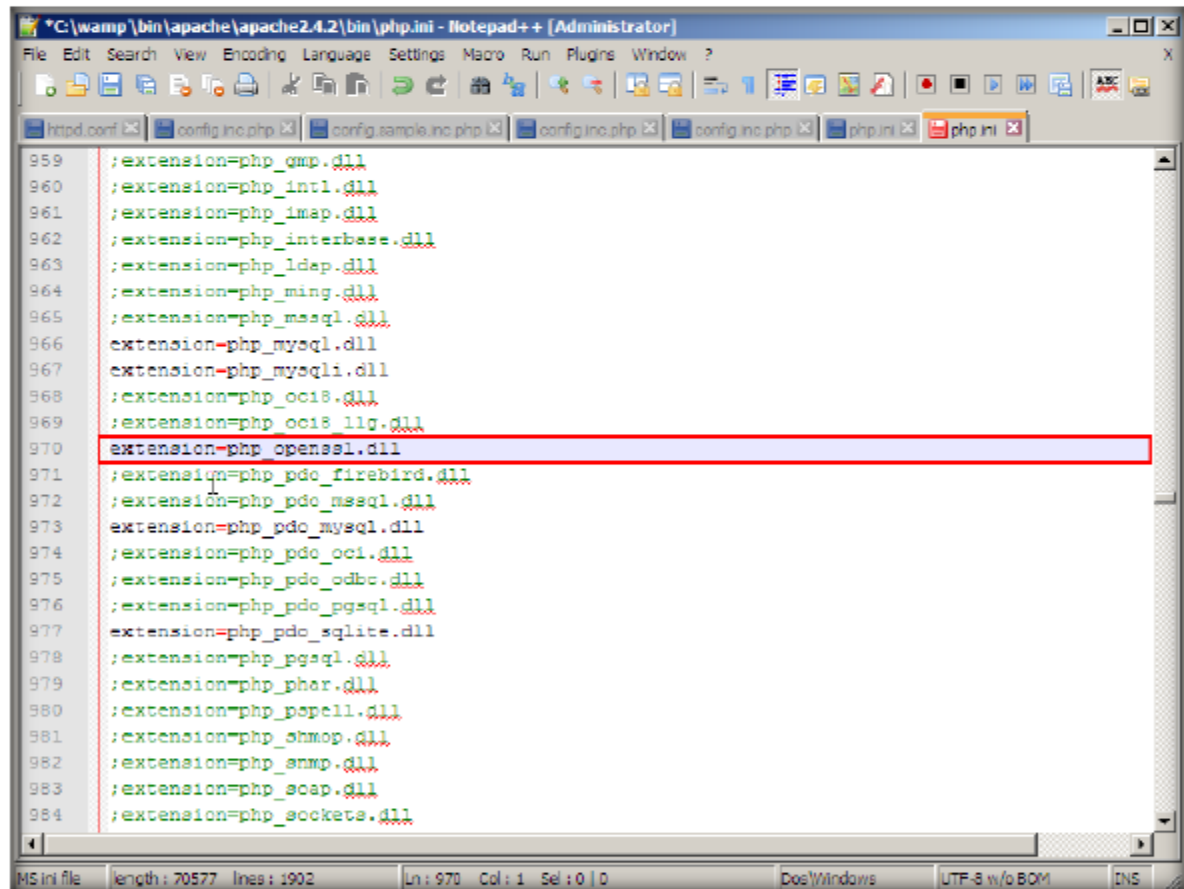 *C:\wamp\bin\apache\apache2.4.2\bin\php.ini - Notepad++ [Administrator]
File Edit Search View Encoding Language Settings Macro Run Plugins Window ? X
ABC
httpd.conf config.inc.php config.sample.inc.php config.inc.php config.inc.php php.ini php.ini
959 ;extension=php_gmp.dll
960 ;extension=php_intl.dll
961 ;extension=php_imap.dll
962 ;extension=php_interbase.dll
963 ;extension=php_ldap.dll
964 ;extension=php_ming.dll
965 ;extension=php_mssql.dll
966 extension=php_mysql.dll
967 extension=php_mysqli.dll
968 ;extension=php_oci8.dll
969 ;extension=php_oci8_11g.dll
970 extension=php_openssl.dll
971 ;extension=php_pdo_firebird.dll
972 ;extension=php_pdo_mssql.dll
973 extension=php_pdo_mysql.dll
974 ;extension=php_pdo_oci.dll
975 ;extension=php_pdo_odbc.dll
976 ;extension=php_pdo_pgsql.dll
977 extension=php_pdo_sqlite.dll
978 ;extension=php_pgsql.dll
979 ;extension=php_phar.dll
980 ;extension=php_pspell.dll
981 ;extension=php_shmop.dll
982 ;extension=php_snmp.dll
983 ;extension=php_soap.dll
984 ;extension=php_sockets.dll
MS ini file length : 70577 lines : 1902 Ln : 970 Col : 1 Sel : 0 | 0 Dos\Windows UTF-8 w/o BOM INS